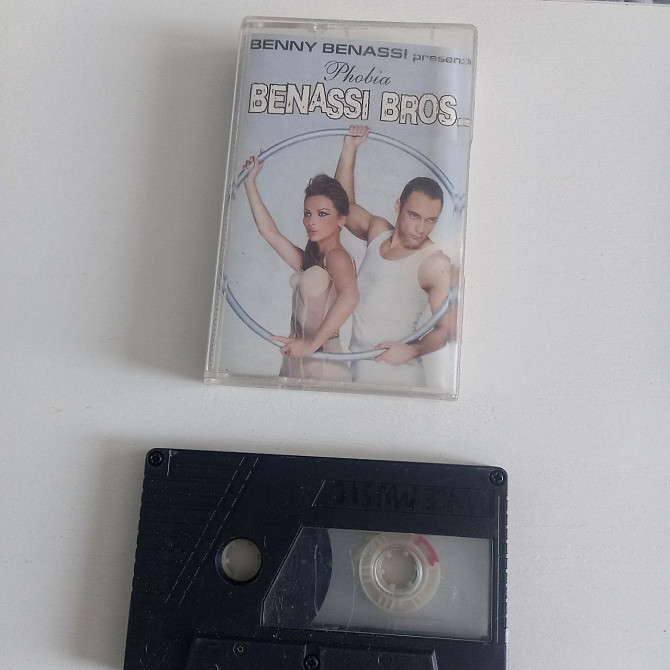 BENNY BENASSI presents
Phobia
BENASSI BROS.